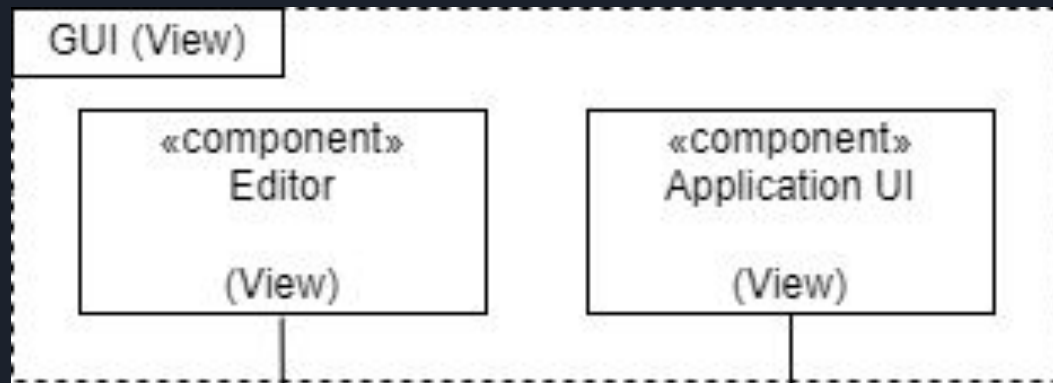 GUI (View)
«component»
Editor
(View)
«component»
Application UI
(View)